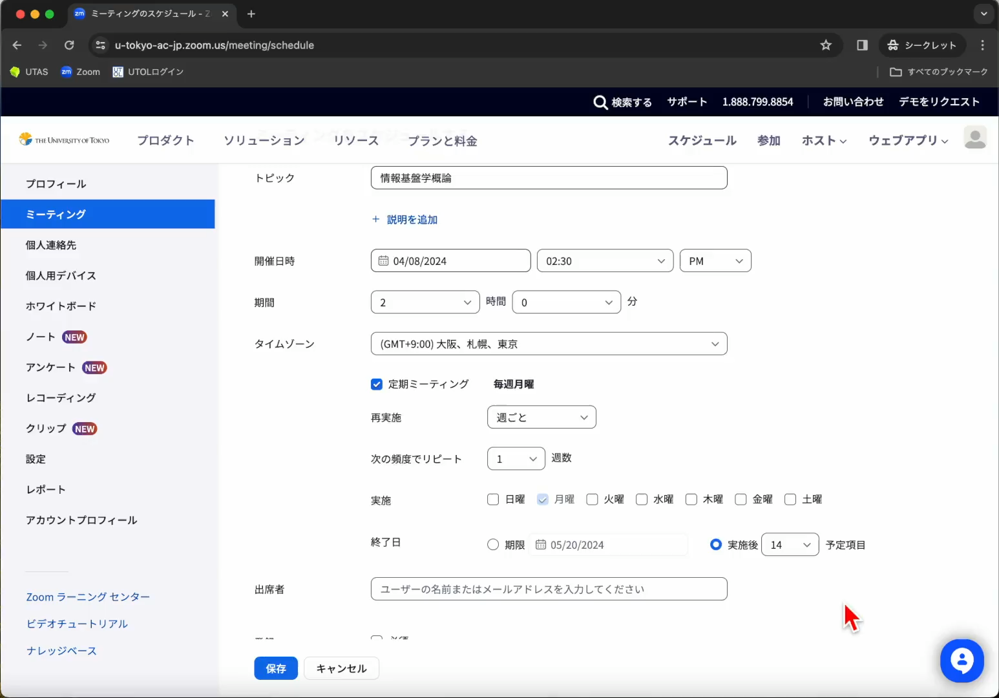 ミーティングのスケジュール - Z
u-tokyo-ac-jp.zoom.us/meeting/schedule
シークレット
UTAS
zm Zoom
UTOLログイン
すべてのブックマーク
検索する サポート 1.888.799.8854 お問い合わせ デモをリクエスト
THE UNIVERSITY OF TOKYO プロダクト ソリューション リソース プランと料金 スケジュール 参加 ホスト ウェブアプリ
プロフィール
ミーティング
個人連絡先
個人用デバイス
ホワイトボード
ノート NEW
アンケート NEW
レコーディング
クリップ NEW
設定
レポート
アカウントプロフィール
Zoom ラーニング センター
ビデオチュートリアル
ナレッジベース
トピック 情報基盤学概論
+ 説明を追加
開催日時 04/08/2024 02:30 PM
期間 2 時間 0 分
タイムゾーン (GMT+9:00) 大阪、札幌、東京
定期ミーティング 毎週月曜
再実施 週ごと
次の頻度でリピート 1 週数
実施 日曜 月曜 火曜 水曜 木曜 金曜 土曜
終了日 期限 05/20/2024 実施後 14 予定項目
出席者 ユーザーの名前またはメールアドレスを入力してください
保存 キャンセル